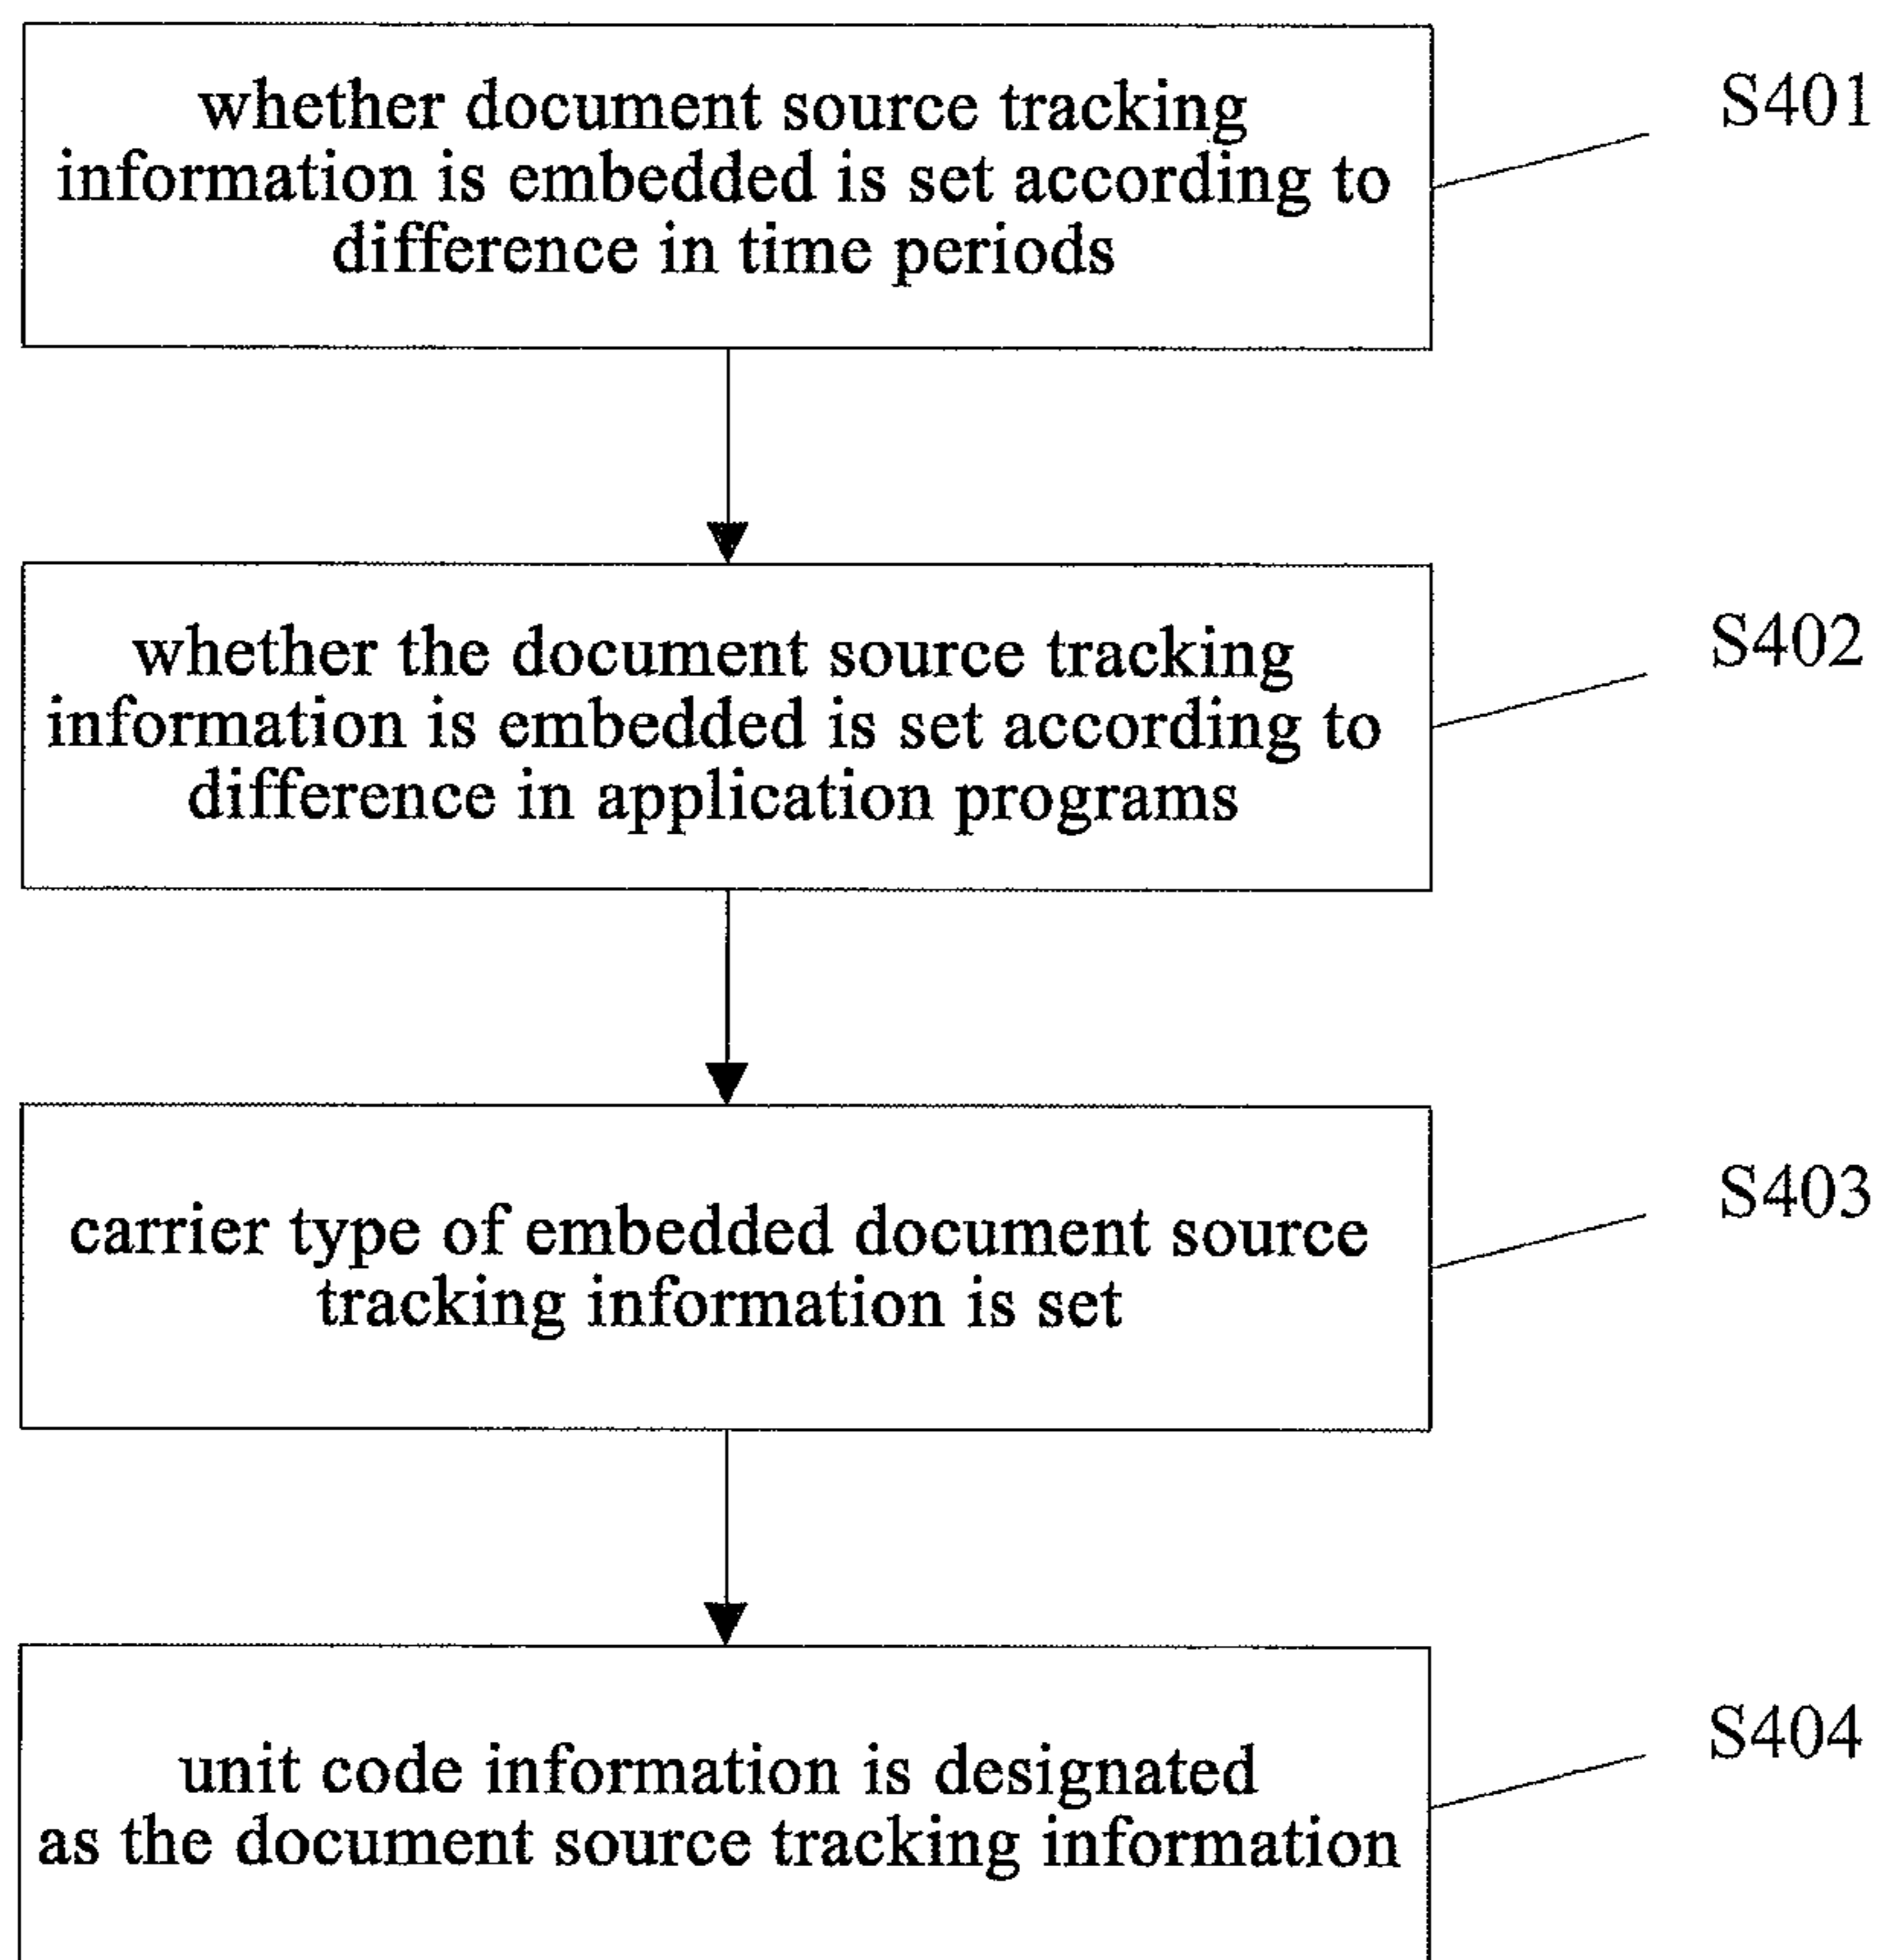 whether document source tracking
information is embedded is set according to
difference in time periods
S401
whether the document source tracking
information is embedded is set according to
difference in application programs
S402
carrier type of embedded document source
tracking information is set
S403
unit code information is designated
as the document source tracking information
S404